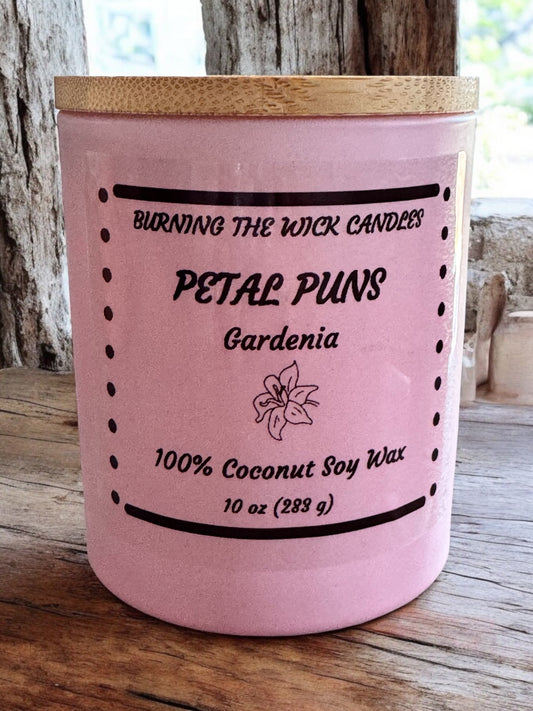 BURNING THE WICK CANDLES
PETAL PUNS
Gardenia
100% Coconut Soy Wax
10 oz (283 g)